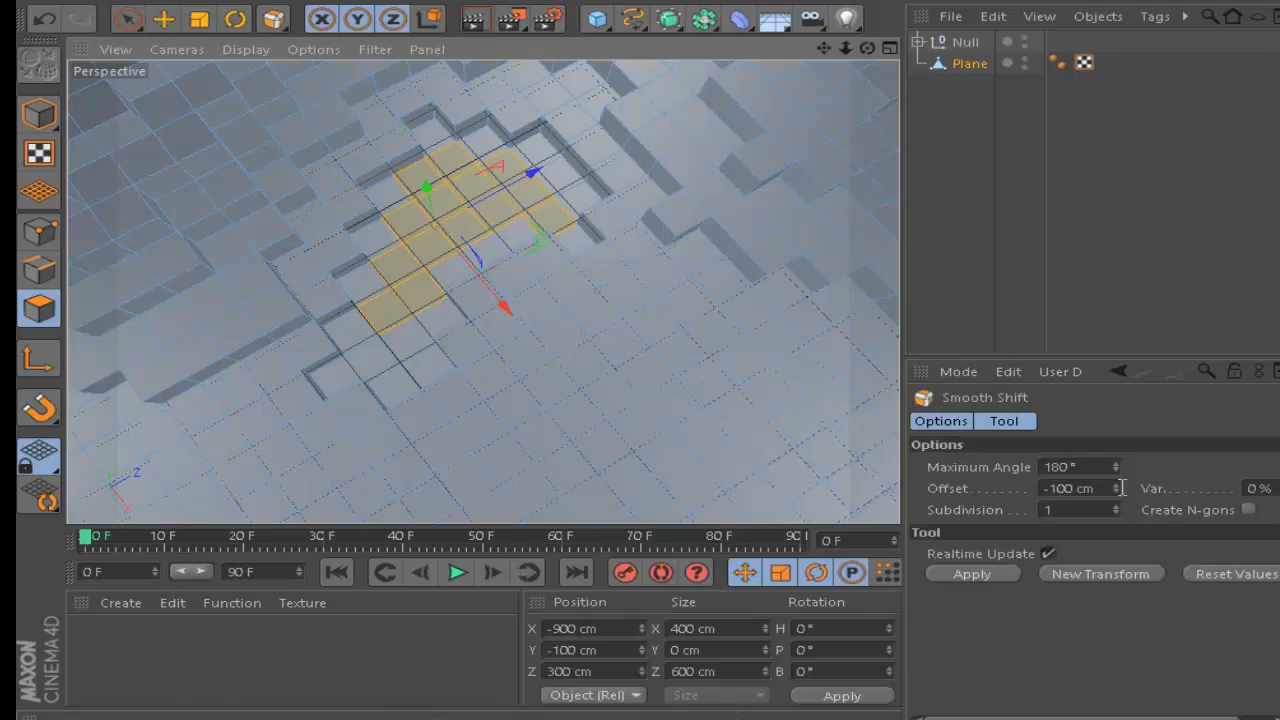 File Edit View Objects Tags
Null
Plane
View Cameras Display Options Filter Panel
Perspective
Z
X
Mode Edit User D
Smooth Shift
Options Tool
Options
Maximum Angle 180 °
Offset -100 cm Var. 0 %
Subdivision 1 Create N-gons
Tool
Realtime Update
Apply New Transform Reset Values
0 F 10 F 20 F 30 F 40 F 50 F 60 F 70 F 80 F 90 0 F
0 F 90 F
Create Edit Function Texture
Position Size Rotation
X -900 cm X 400 cm H 0 °
Y -100 cm Y 0 cm P 0 °
Z 300 cm Z 600 cm B 0 °
Object (Rel) Size Apply
MAXON
CINEMA 4D